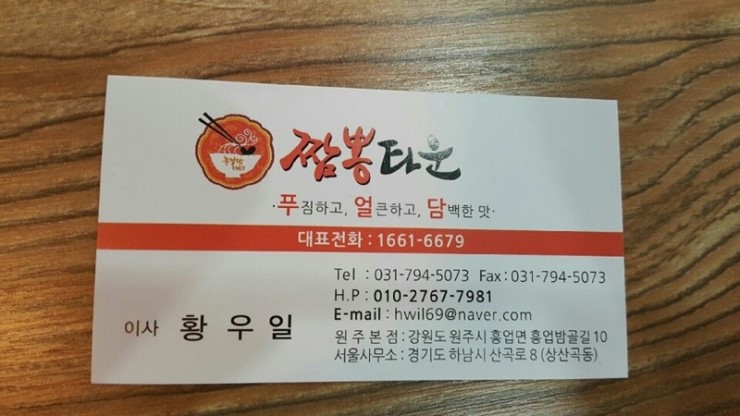 짬뽕타운
·푸짐하고, 얼큰하고, 담백한 맛·
대표전화 : 1661-6679
Tel : 031-794-5073 Fax : 031-794-5073
H.P : 010-2767-7981
E-mail : hwil69@naver.com
이사 황우일
원 주 본 점 : 강원도 원주시 흥업면 흥업밤골길 10
서울사무소 : 경기도 하남시 산곡로 8 (상산곡동)